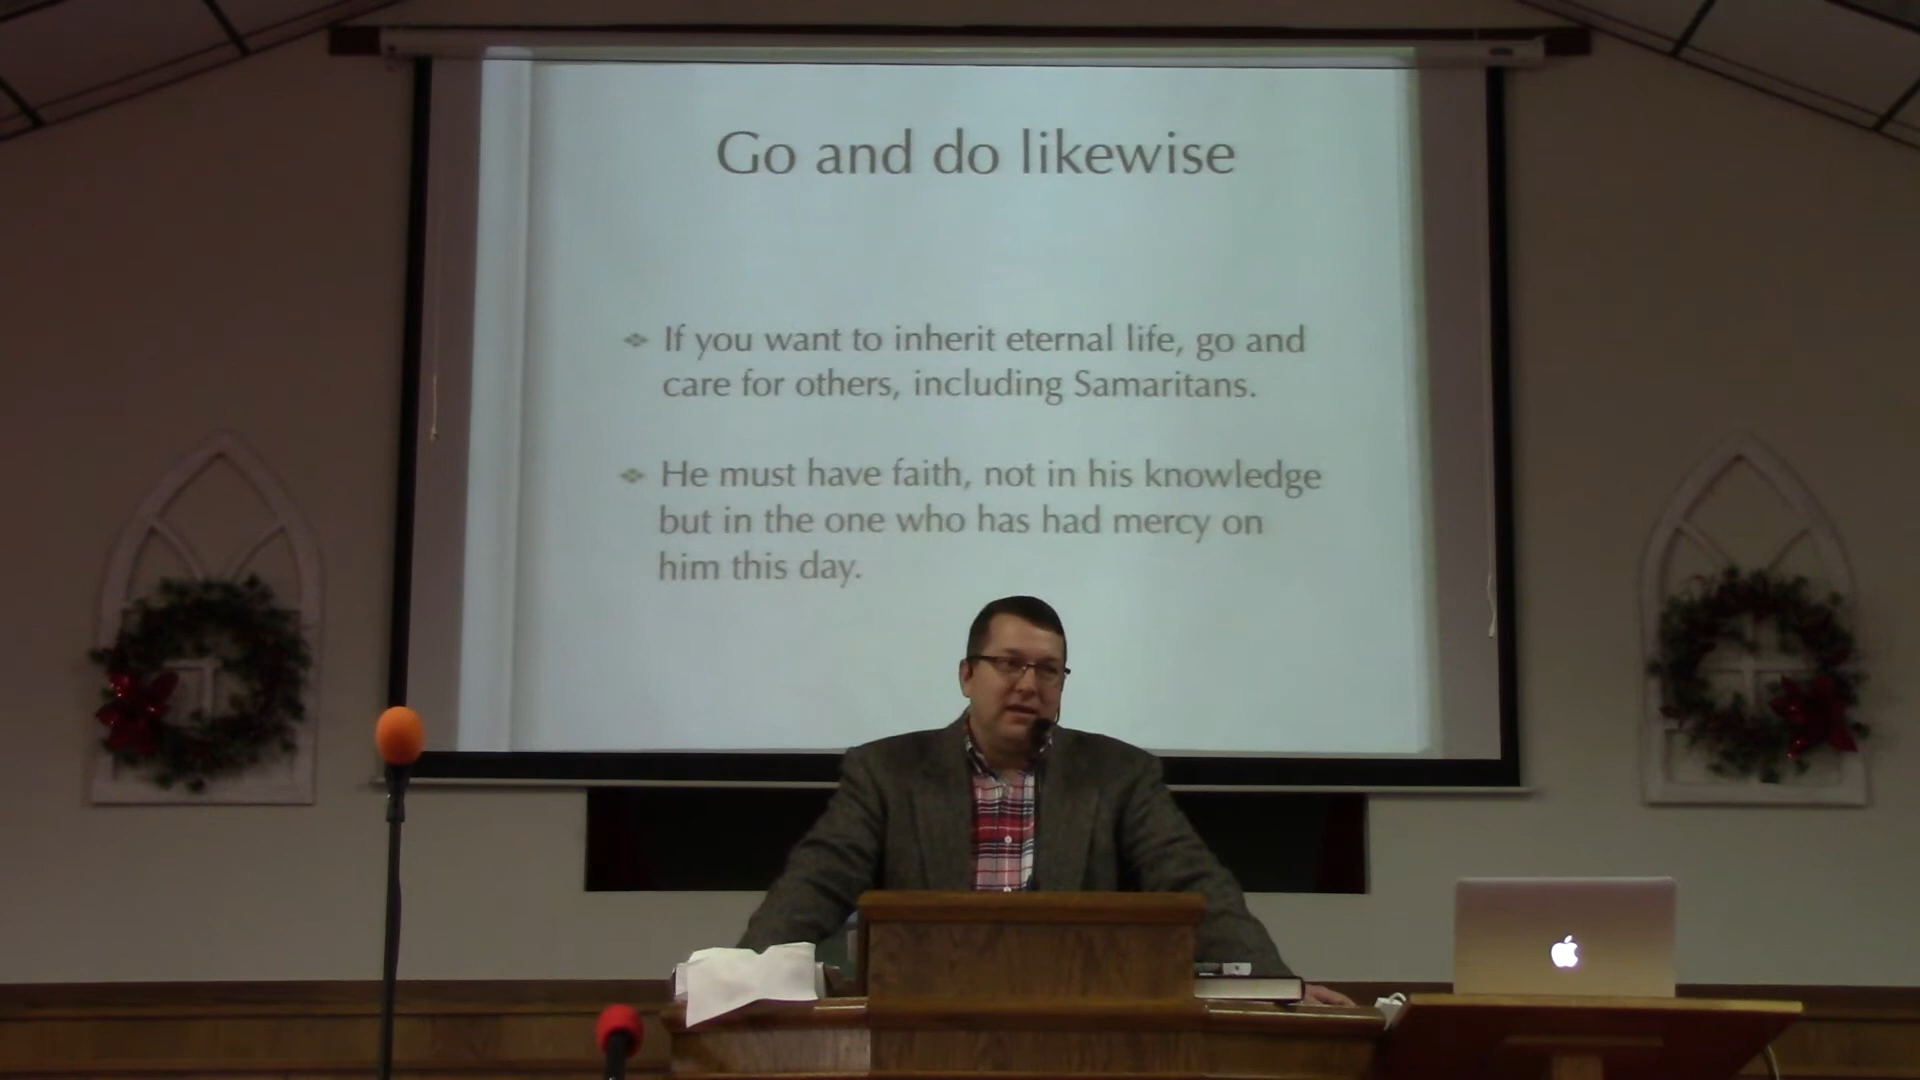 Go and do likewise
If you want to inherit eternal life, go and
care for others, including Samaritans.
He must have faith, not in his knowledge
but in the one who has had mercy on
him this day.